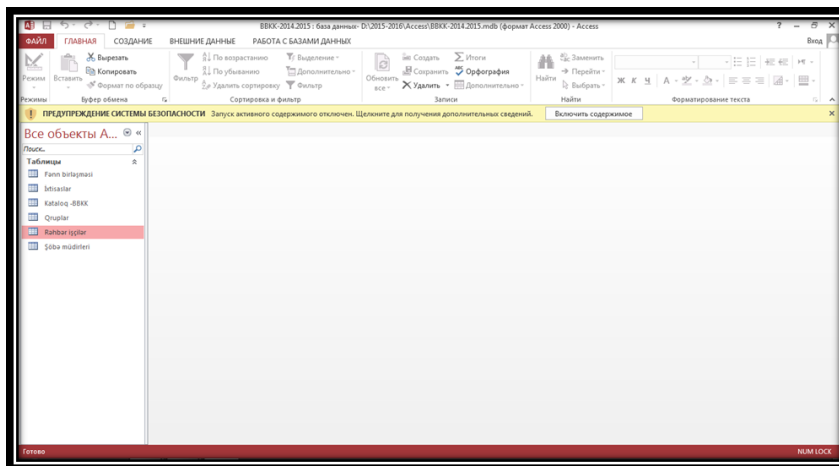 BBKK-2014.2015 : база данных- D:\2015-2016\Access\BBKK-2014.2015.mdb (формат Access 2000) - Access
ФАЙЛ ГЛАВНАЯ СОЗДАНИЕ ВНЕШНИЕ ДАННЫЕ РАБОТА С БАЗАМИ ДАННЫХ Вход
Режим Вставить Вырезать Фильтр По возрастанию Выделение Обновить все Создать Итоги Найти Заменить
Копировать По убыванию Дополнительно Сохранить Орфография Перейти
Формат по образцу Удалить сортировку Фильтр Удалить Дополнительно Выбрать Ж К Ч А
Режимы Буфер обмена Сортировка и фильтр Записи Найти Форматирование текста
ПРЕДУПРЕЖДЕНИЕ СИСТЕМЫ БЕЗОПАСНОСТИ Запуск активного содержимого отключен. Щелкните для получения дополнительных сведений. Включить содержимое
Все объекты A...
Поиск...
Таблицы
Fənn birləşməsi
İxtisaslar
Kataloq -BBKK
Qruplar
Rəhbər işçilər
Şöbə müdirləri
Готово NUM LOCK